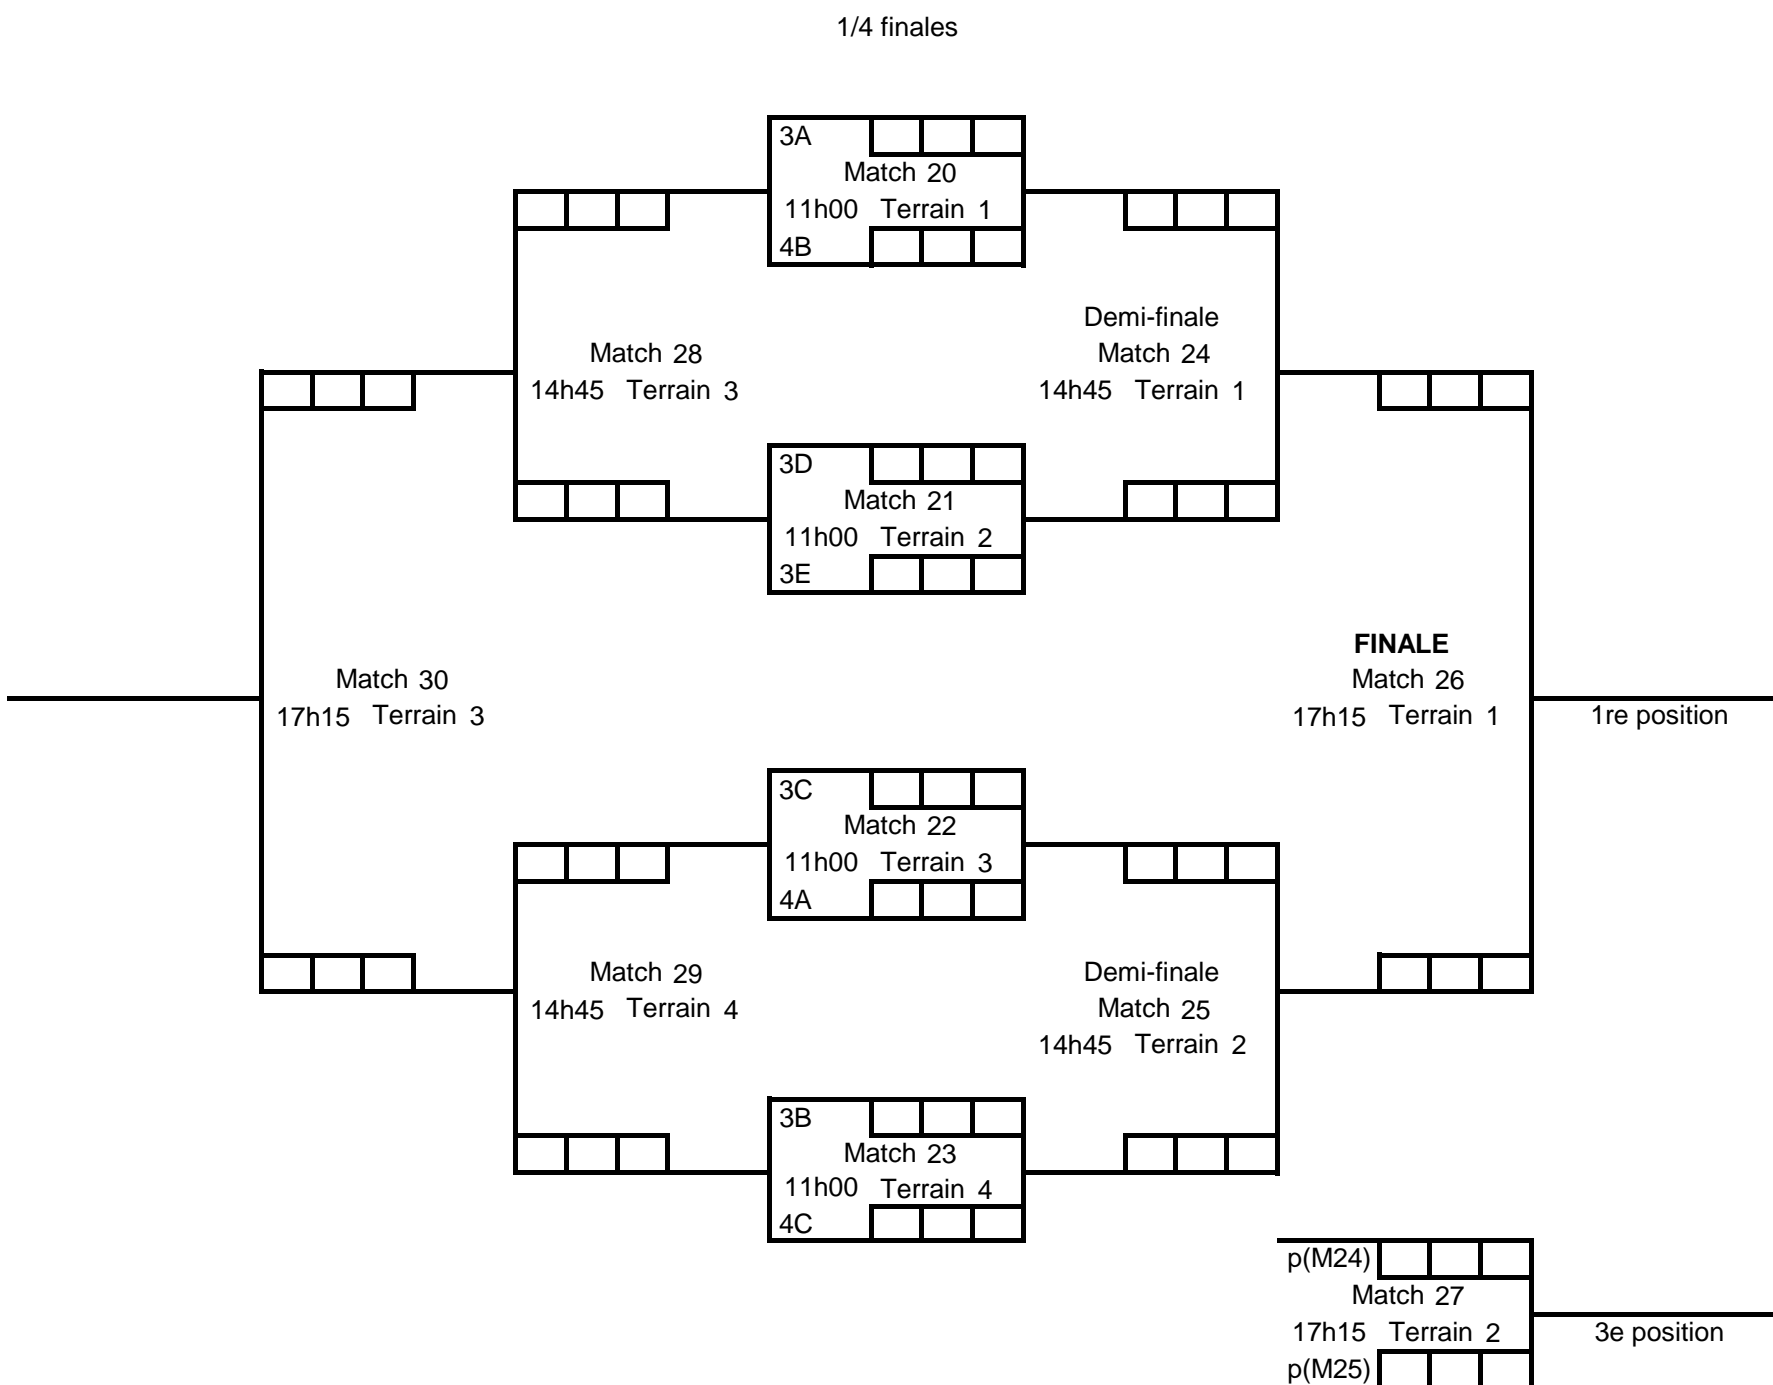 1/4 finales
3A
Match 20
11h00 Terrain 1
4B
Demi-finale
Match 28
Match 24
14h45 Terrain 3
14h45 Terrain 1
3D
Match 21
11h00 Terrain 2
3E
FINALE
Match 30
Match 26
17h15 Terrain 3
17h15 Terrain 1
1re position
3C
Match 22
11h00 Terrain 3
4A
Match 29
Demi-finale
14h45 Terrain 4
Match 25
14h45 Terrain 2
3B
Match 23
11h00 Terrain 4
4C
p(M24)
Match 27
17h15 Terrain 2
3e position
p(M25)